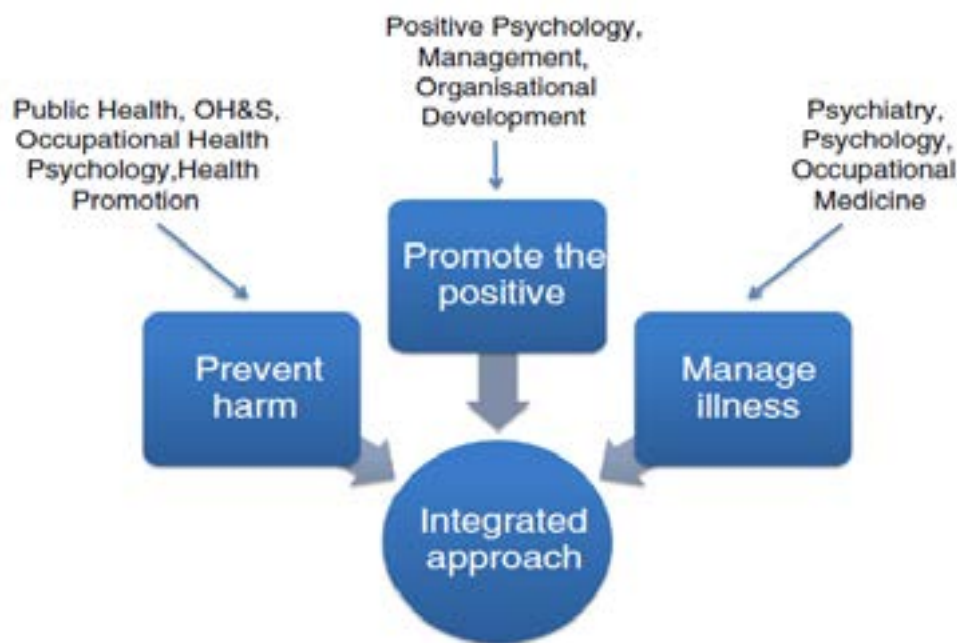 Positive Psychology,
Management,
Organisational
Development
Public Health, OH&S,
Occupational Health
Psychology,Health
Promotion
Psychiatry,
Psychology,
Occupational
Medicine
Promote the
positive
Prevent
harm
Manage
illness
Integrated
approach